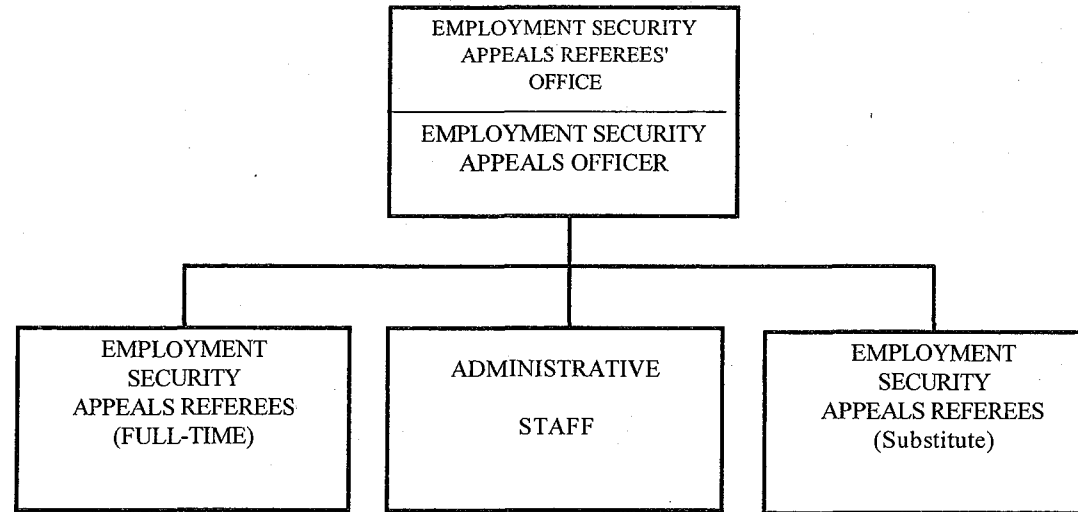 EMPLOYMENT SECURITY
APPEALS REFEREES'
OFFICE
EMPLOYMENT SECURITY
APPEALS OFFICER
EMPLOYMENT
SECURITY
APPEALS REFEREES
(FULL-TIME)
ADMINISTRATIVE
STAFF
EMPLOYMENT
SECURITY
APPEALS REFEREES
(Substitute)